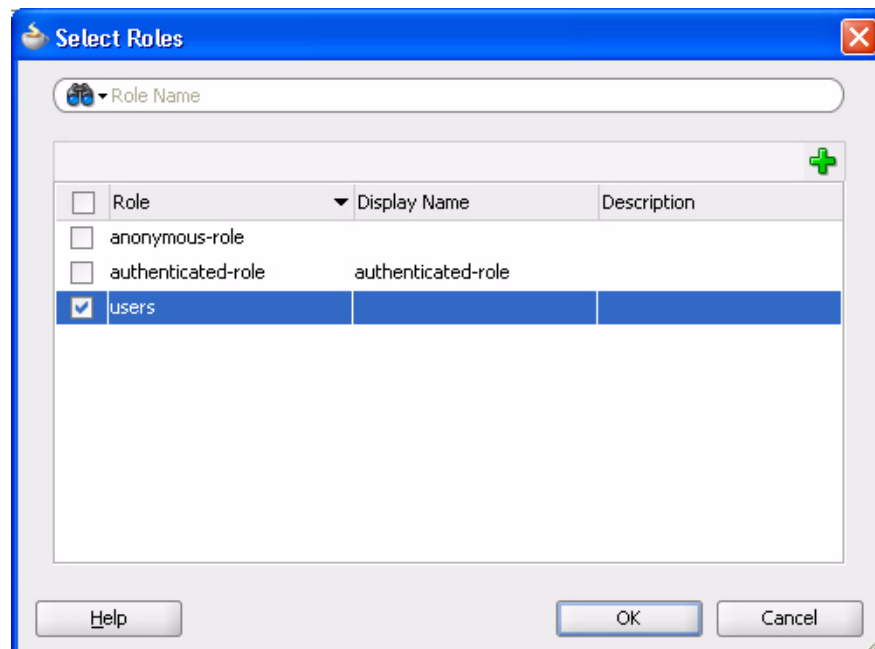 Select Roles
Role Name
Role Display Name Description
anonymous-role
authenticated-role authenticated-role
users
Help OK Cancel